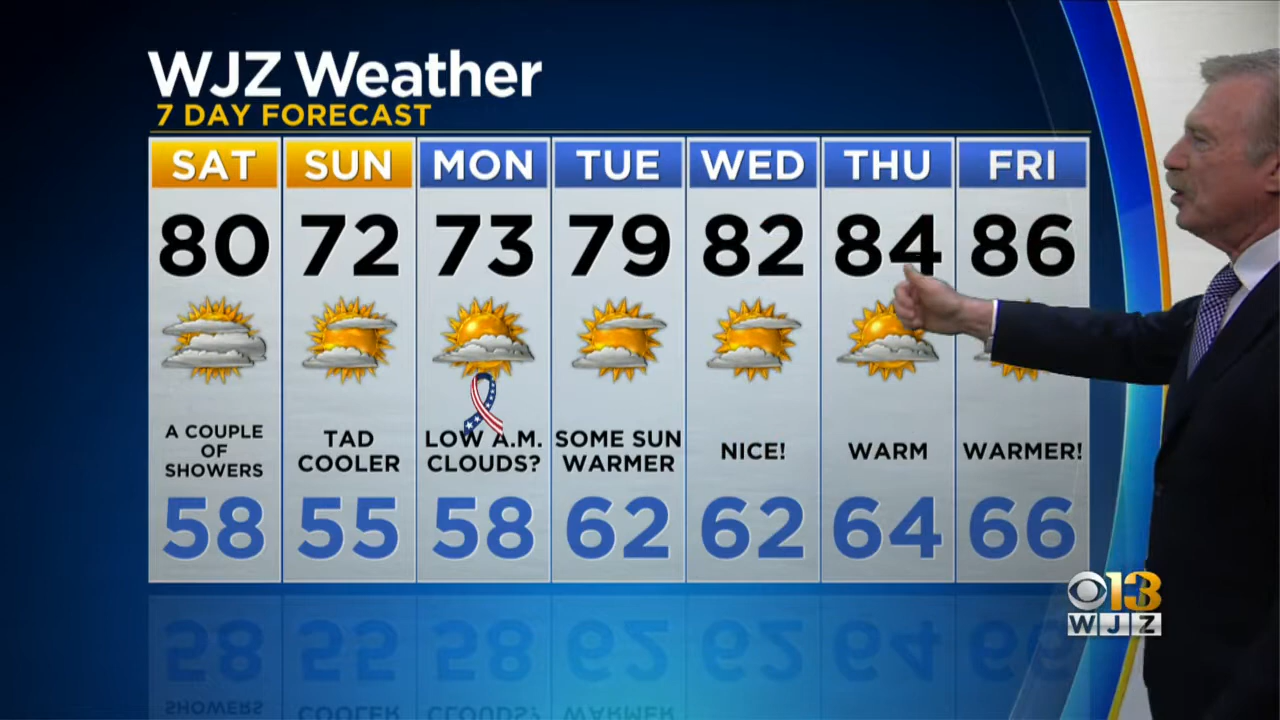 WJZ Weather
7 DAY FORECAST
SAT SUN MON TUE WED THU FRI
80 72 73 79 82 84 86
A COUPLE
OF
SHOWERS
TAD
COOLER
LOW A.M.
CLOUDS?
SOME SUN
WARMER
NICE!
WARM
WARMER!
58 55 58 62 62 64 66
13
WJZ